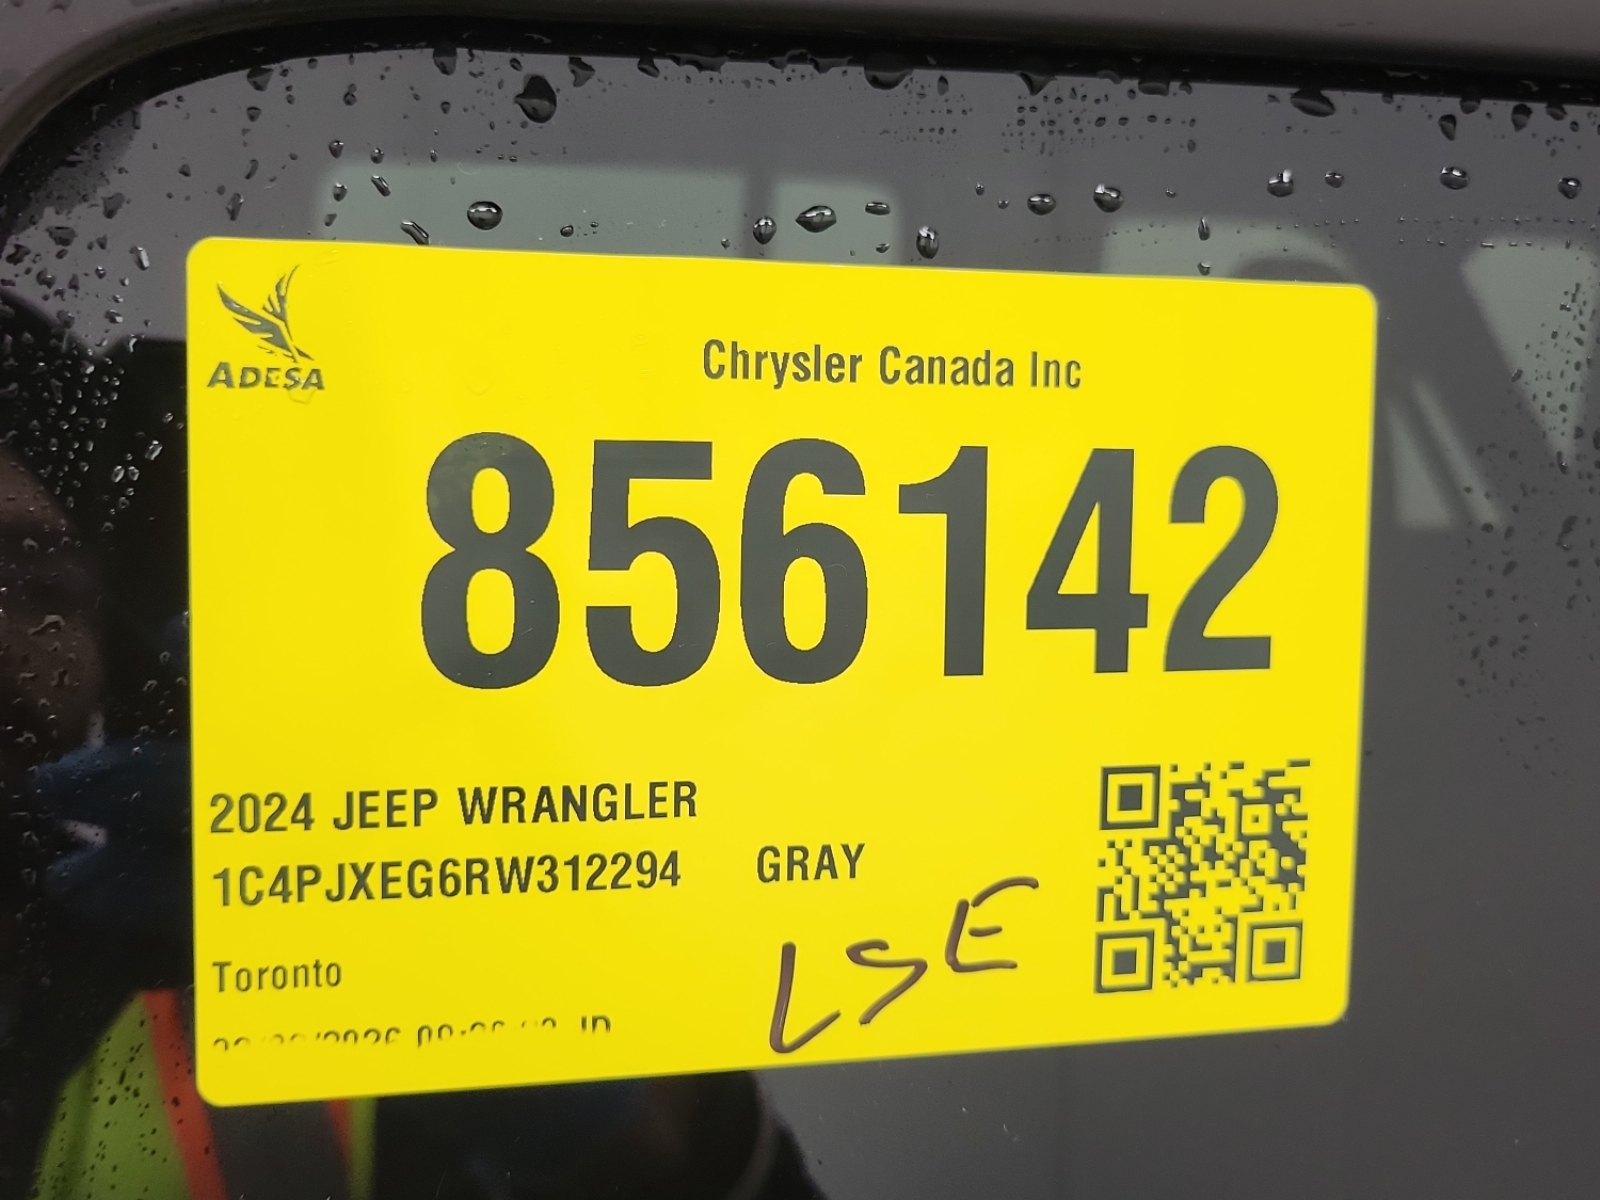 ADESA
Chrysler Canada Inc
856142
2024 JEEP WRANGLER
1C4PJXEG6RW312294 GRAY
LSE
Toronto